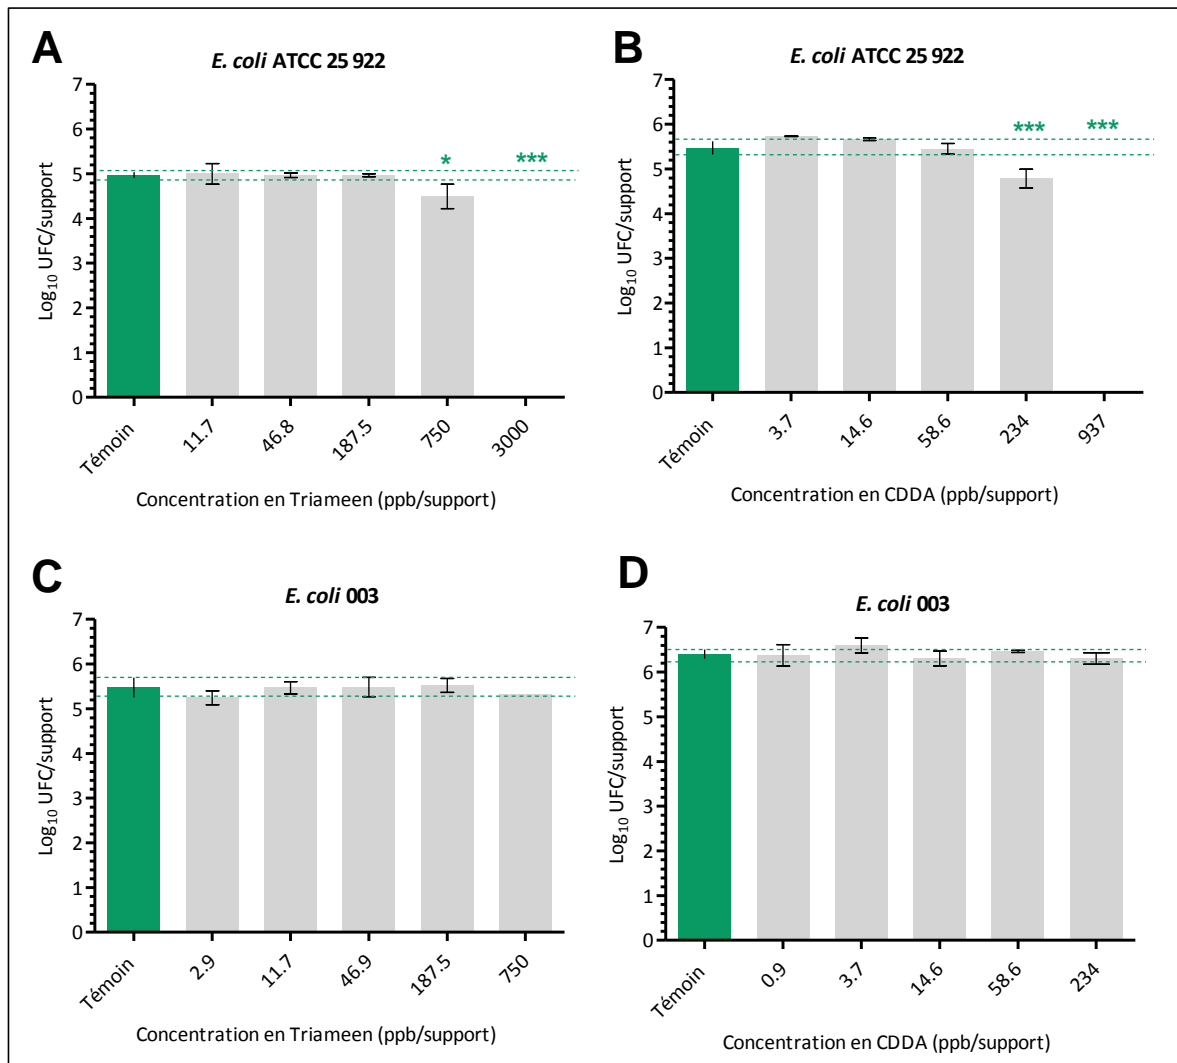 A
E. coli ATCC 25 922
Log10 UFC/support
7
6
5
4
3
2
1
0
*
***
Témoin
11.7
46.8
187.5
750
3000
Concentration en Triameen (ppb/support)
B
E. coli ATCC 25 922
Log10 UFC/support
7
6
5
4
3
2
1
0
***
***
Témoin
3.7
14.6
58.6
234
937
Concentration en CDDA (ppb/support)
C
E. coli 003
Log10 UFC/support
7
6
5
4
3
2
1
0
Témoin
2.9
11.7
46.9
187.5
750
Concentration en Triameen (ppb/support)
D
E. coli 003
Log10 UFC/support
7
6
5
4
3
2
1
0
Témoin
0.9
3.7
14.6
58.6
234
Concentration en CDDA (ppb/support)